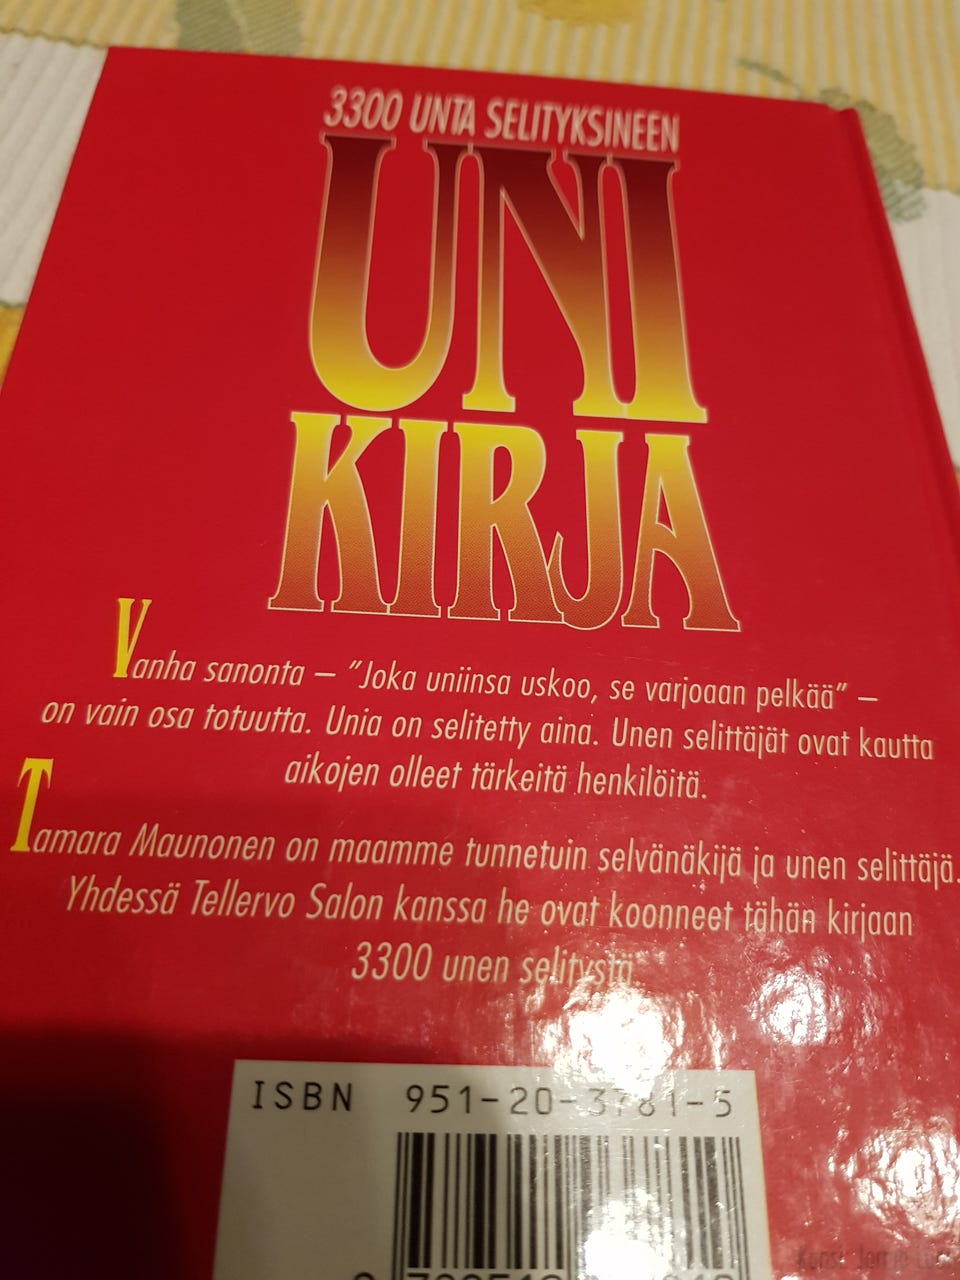 3300 UNTA SELITYKSINEEN
UNI
KIRJA
Vanha sanonta – "Joka uniinsa uskoo, se varjoaan pelkää" –
on vain osa totuutta. Unia on selitetty aina. Unen selittäjät ovat kautta
aikojen olleet tärkeitä henkilöitä.
Tamara Maunonen on maamme tunnetuin selvänäkijä ja unen selittäjä.
Yhdessä Tellervo Salon kanssa he ovat koonneet tähän kirjaan
3300 unen selitystä.
ISBN 951-20-3781-5